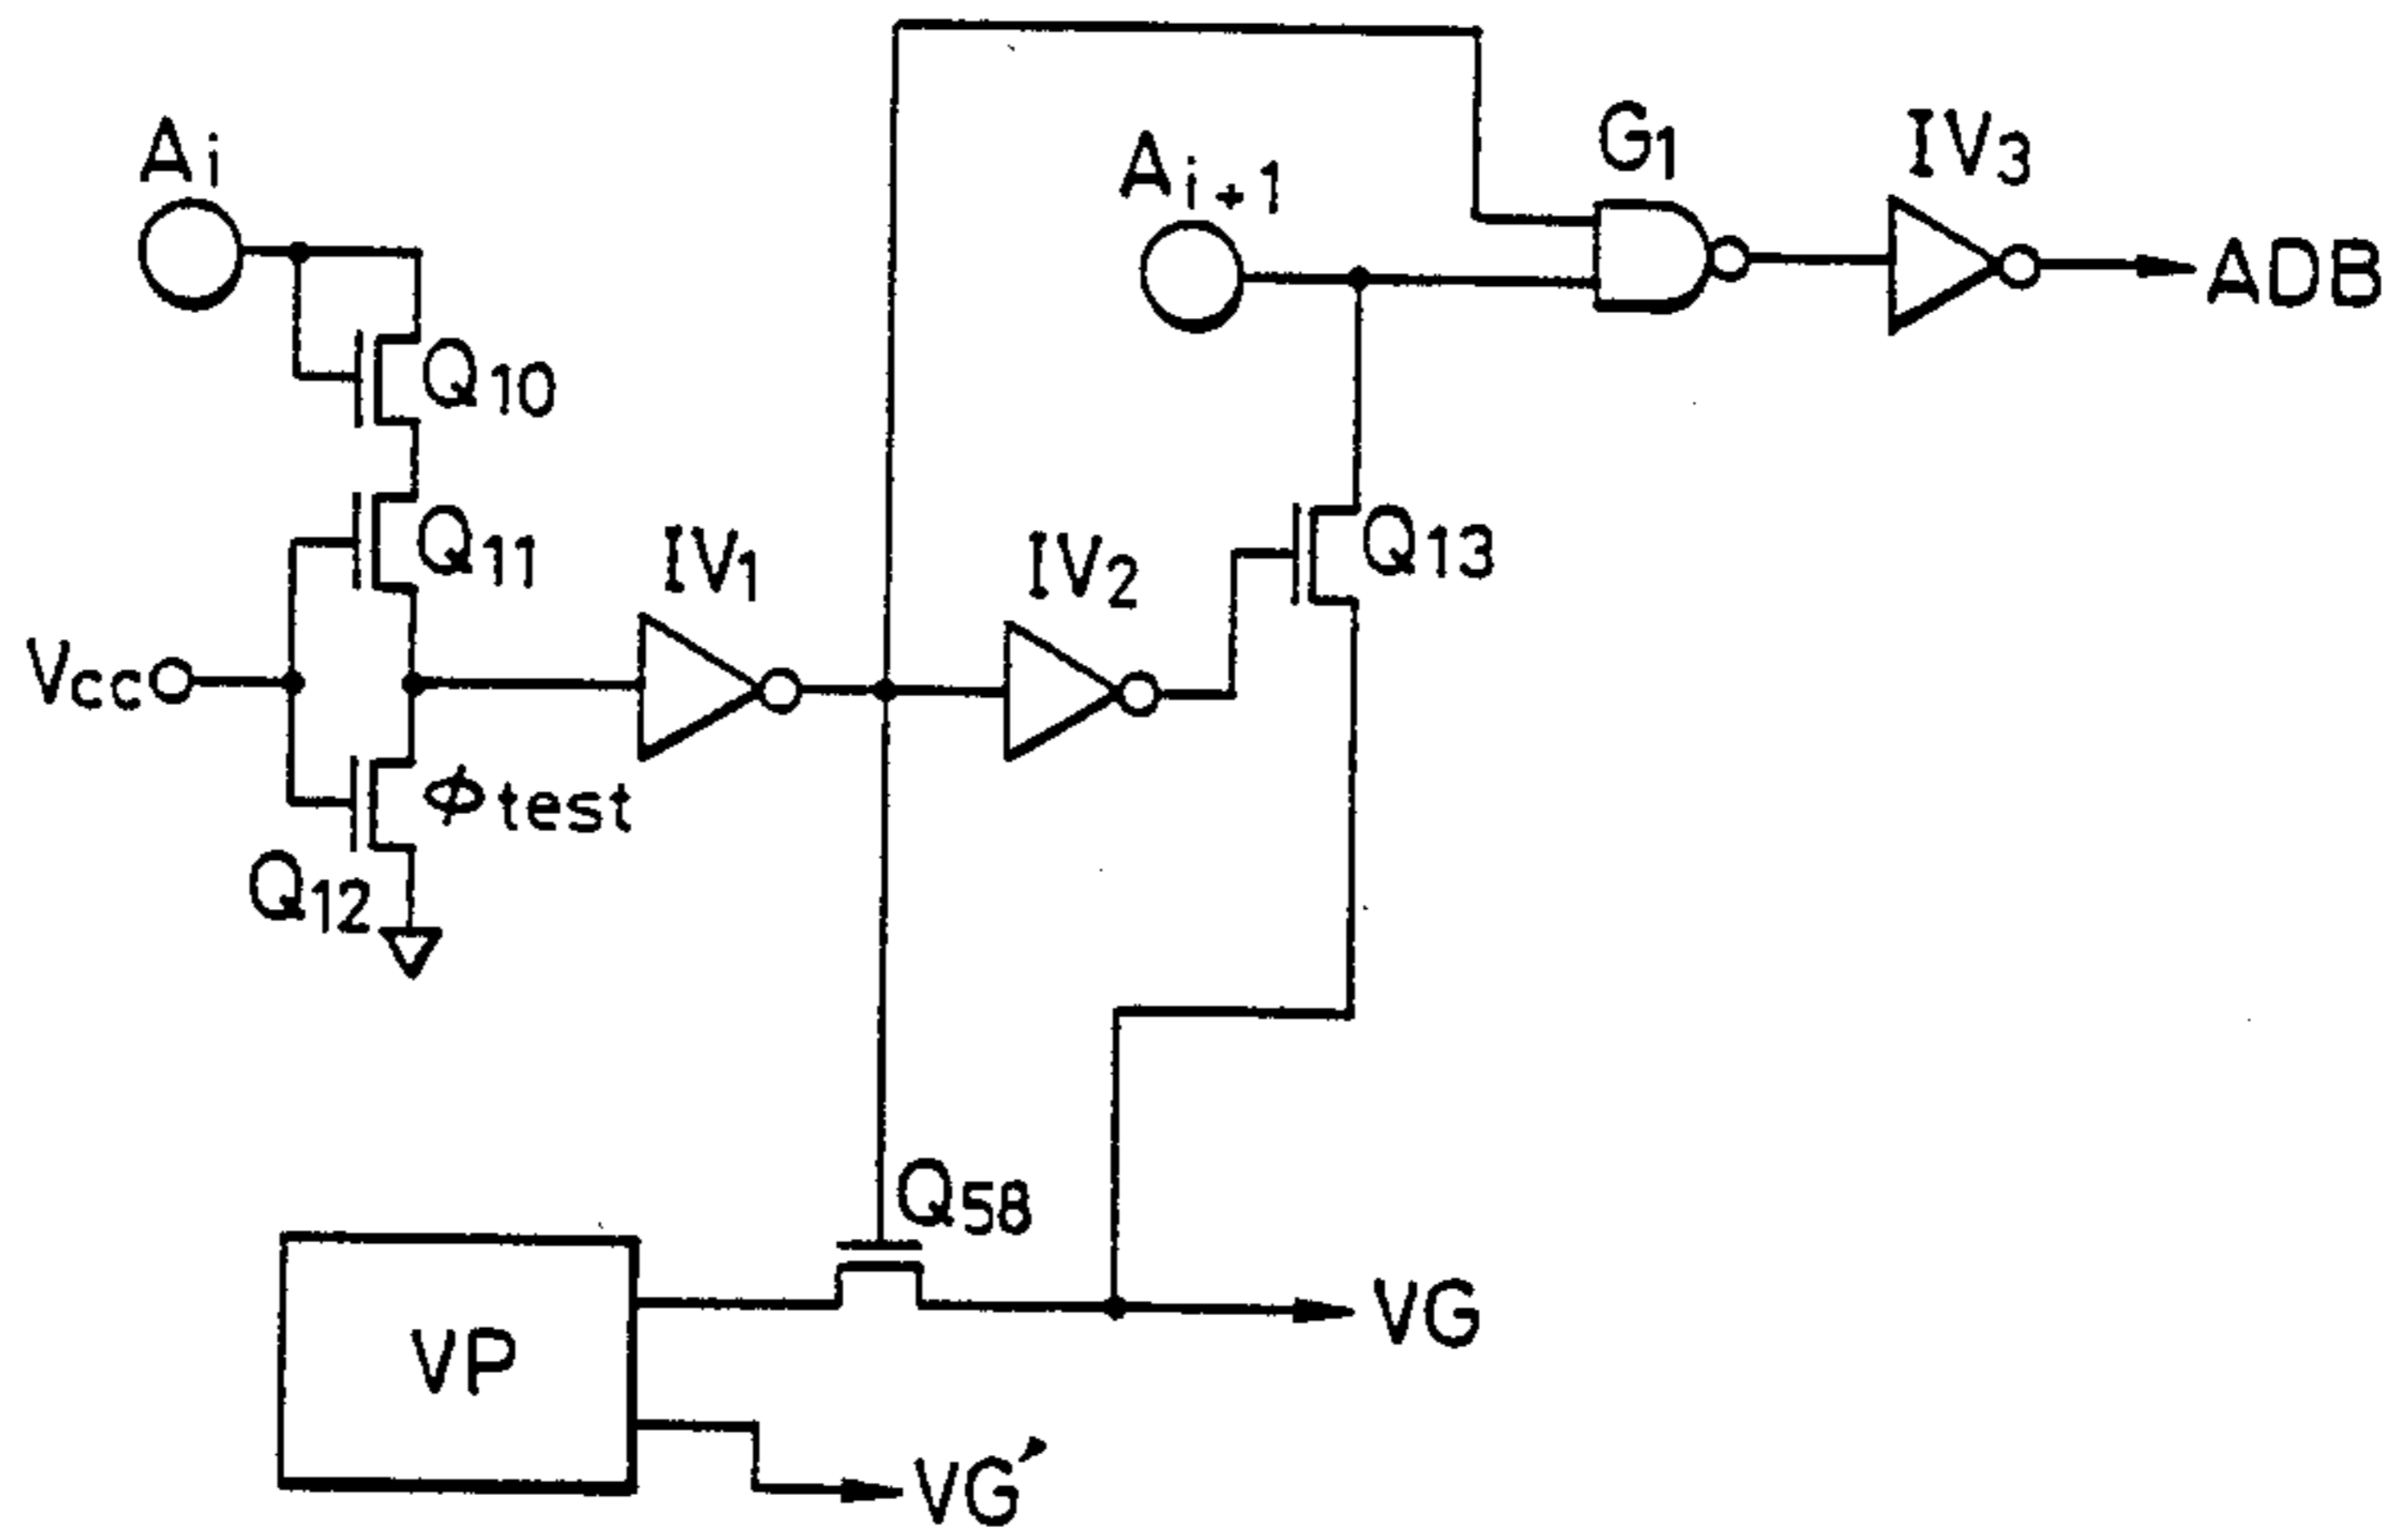 Ai
Ai+1
G1
IV3
ADB
Q10
Q11
IV1
IV2
Q13
Vcc
ϕtest
Q12
Q58
VP
VG
VG'